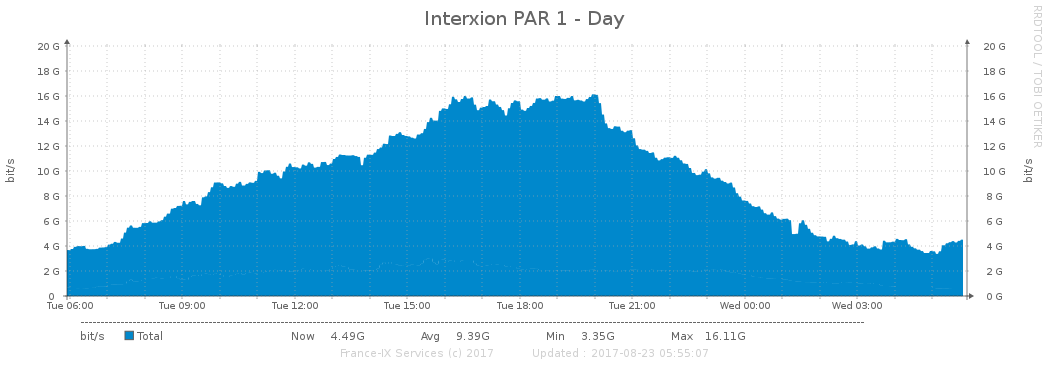 Interxion PAR 1 - Day
RRDTOOL / TOBI OETIKER
bit/s
20 G 20 G
18 G 18 G
16 G 16 G
14 G 14 G
12 G 12 G
10 G 10 G
8 G 8 G
6 G 6 G
4 G 4 G
2 G 2 G
0 0 G
bit/s
Tue 06:00 Tue 09:00 Tue 12:00 Tue 15:00 Tue 18:00 Tue 21:00 Wed 00:00 Wed 03:00
bit/s Total Now 4.49G Avg 9.39G Min 3.35G Max 16.11G
France-IX Services (c) 2017 Updated : 2017-08-23 05:55:07